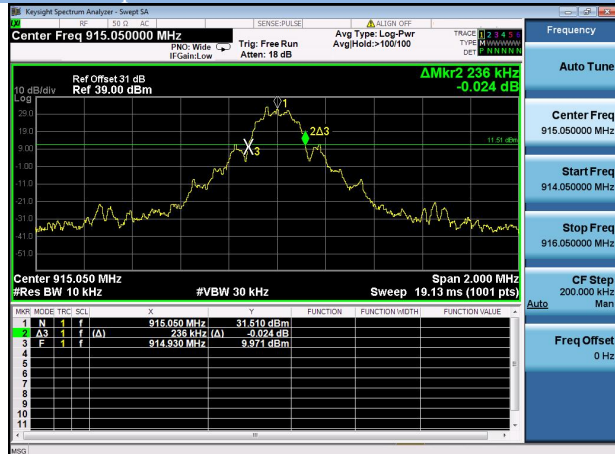 Keysight Spectrum Analyzer - Swept SA
RF 50 Ω AC SENSE:PULSE ALIGN OFF
Center Freq 915.050000 MHz
PNO: Wide
IFGain:Low
Trig: Free Run
Atten: 18 dB
Avg Type: Log-Pwr
Avg|Hold:>100/100
TRACE 1 2 3 4 5 6
TYPE M WWWWW
DET P NNNNN
Ref Offset 31 dB
10 dB/div Ref 39.00 dBm
Log
ΔMkr2 236 kHz
-0.024 dB
29.0
19.0
9.00
-1.00
-11.0
-21.0
-31.0
-41.0
-51.0
1
2Δ3
3
11.51 dBm
Center 915.050 MHz Span 2.000 MHz
#Res BW 10 kHz #VBW 30 kHz Sweep 19.13 ms (1001 pts)
MKR MODE TRC SCL X Y FUNCTION FUNCTION WIDTH FUNCTION VALUE
1 N 1 f 915.050 MHz 31.510 dBm
2 Δ3 1 f (Δ) 236 kHz (Δ) -0.024 dB
3 F 1 f 914.930 MHz 9.971 dBm
4
5
6
7
8
9
10
11
MSG
Frequency
Auto Tune
Center Freq
915.050000 MHz
Start Freq
914.050000 MHz
Stop Freq
916.050000 MHz
CF Step
200.000 kHz
Auto Man
Freq Offset
0 Hz